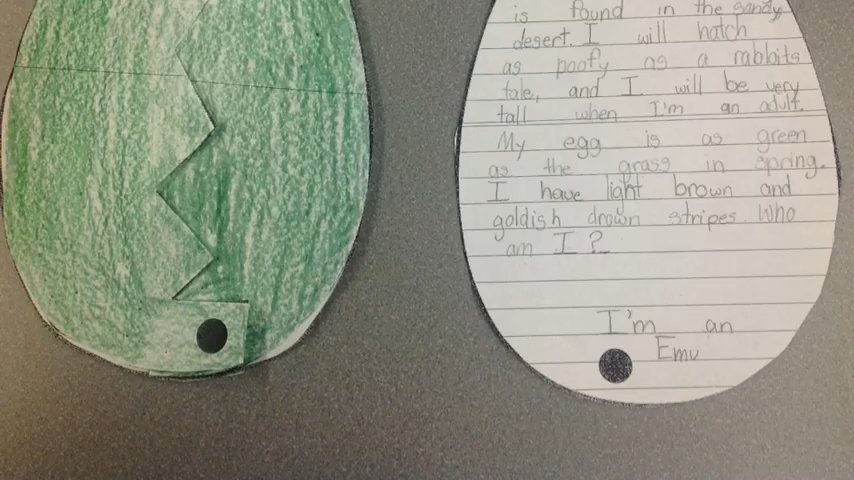 is found in the sandy
desert. I will hatch
as poofy as a rabbits
tale, and I will be very
tall when I'm an adult.
My egg is as green
as the grass in spring.
I have light brown and
goldish drown stripes. Who
am I?
I'm an
Emu